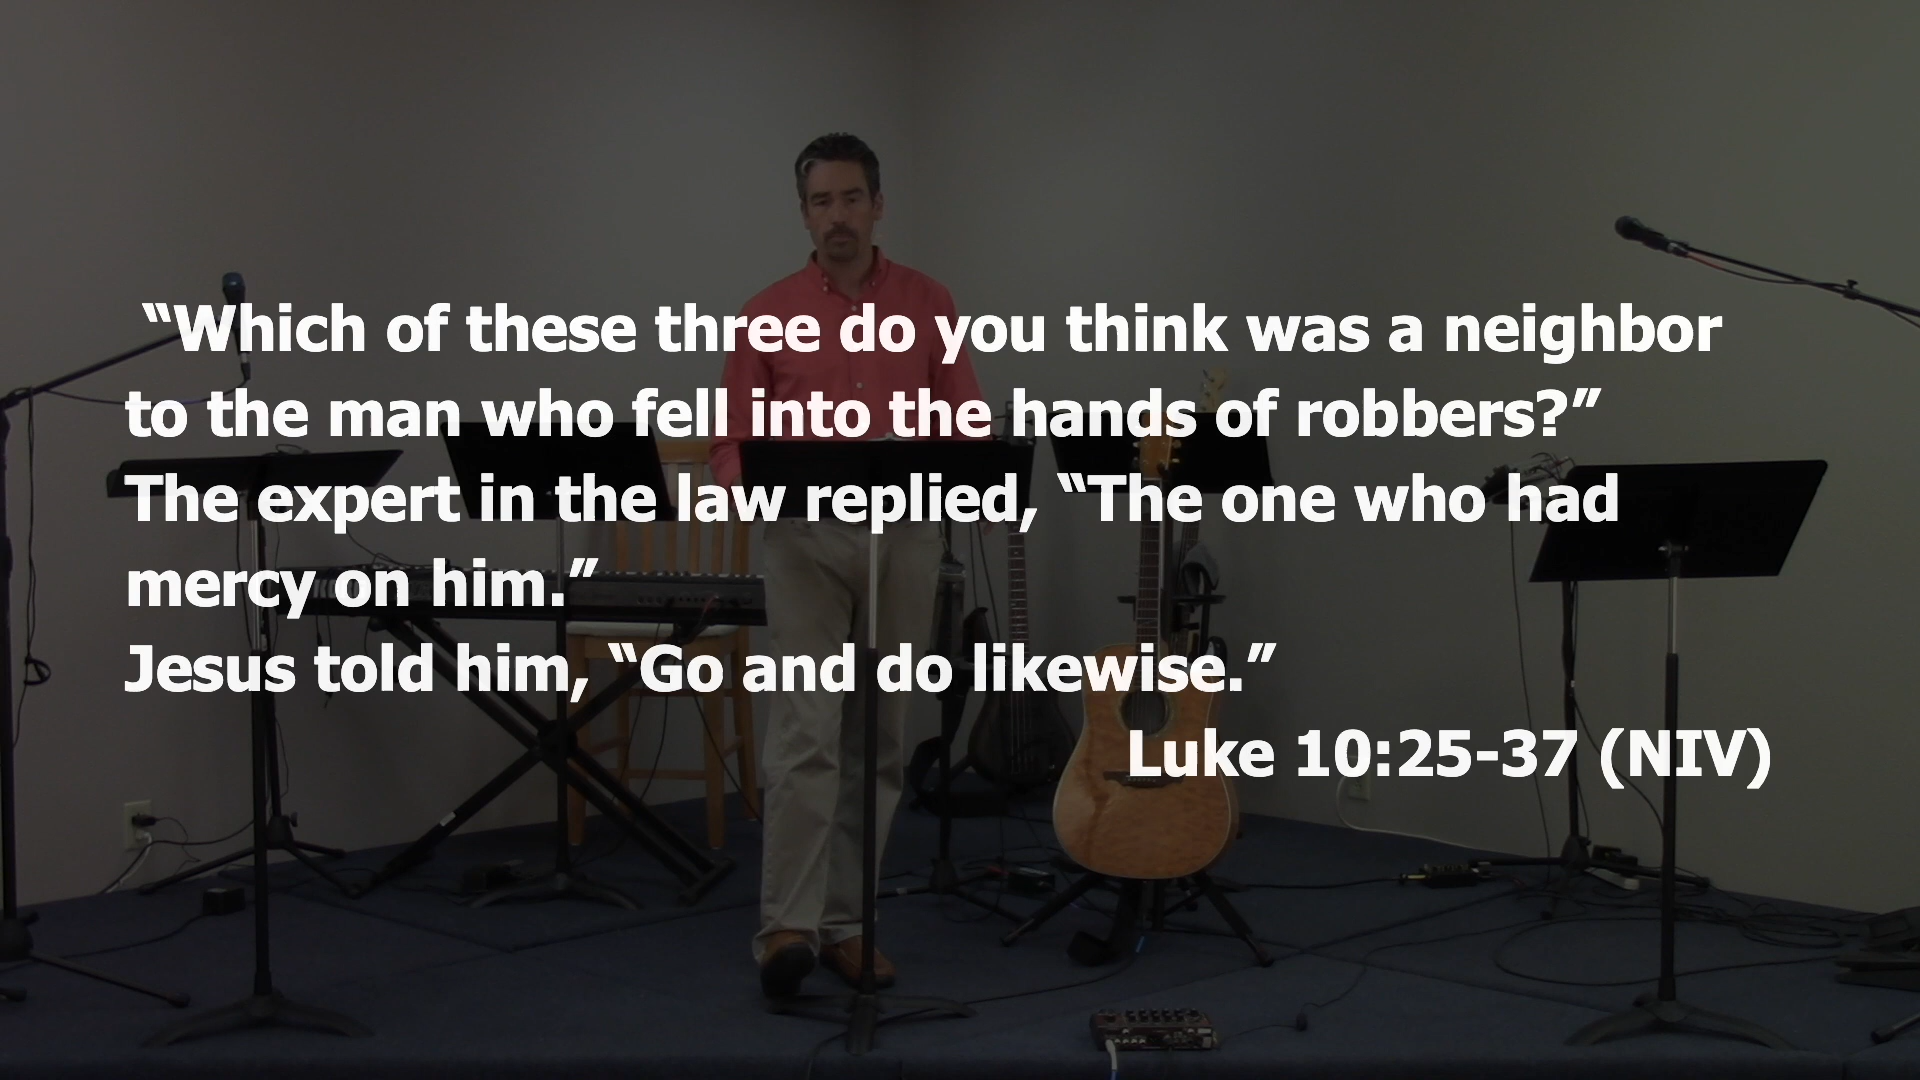 “Which of these three do you think was a neighbor
to the man who fell into the hands of robbers?”
The expert in the law replied, “The one who had
mercy on him.”
Jesus told him, “Go and do likewise.”
Luke 10:25-37 (NIV)